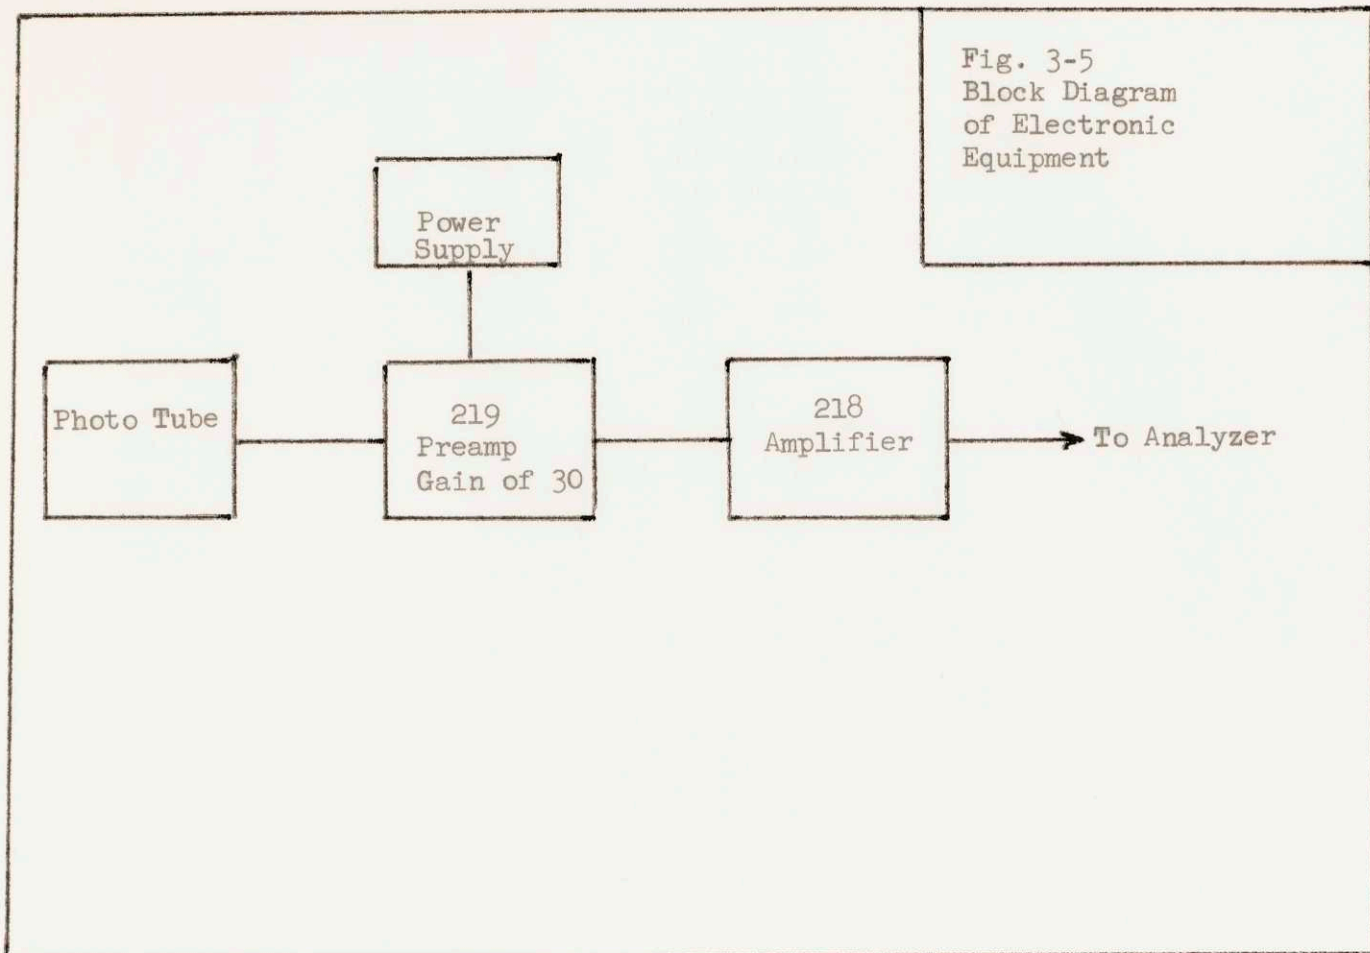 Fig. 3-5
Block Diagram
of Electronic
Equipment
Power
Supply
Photo Tube
219
Preamp
Gain of 30
218
Amplifier
To Analyzer